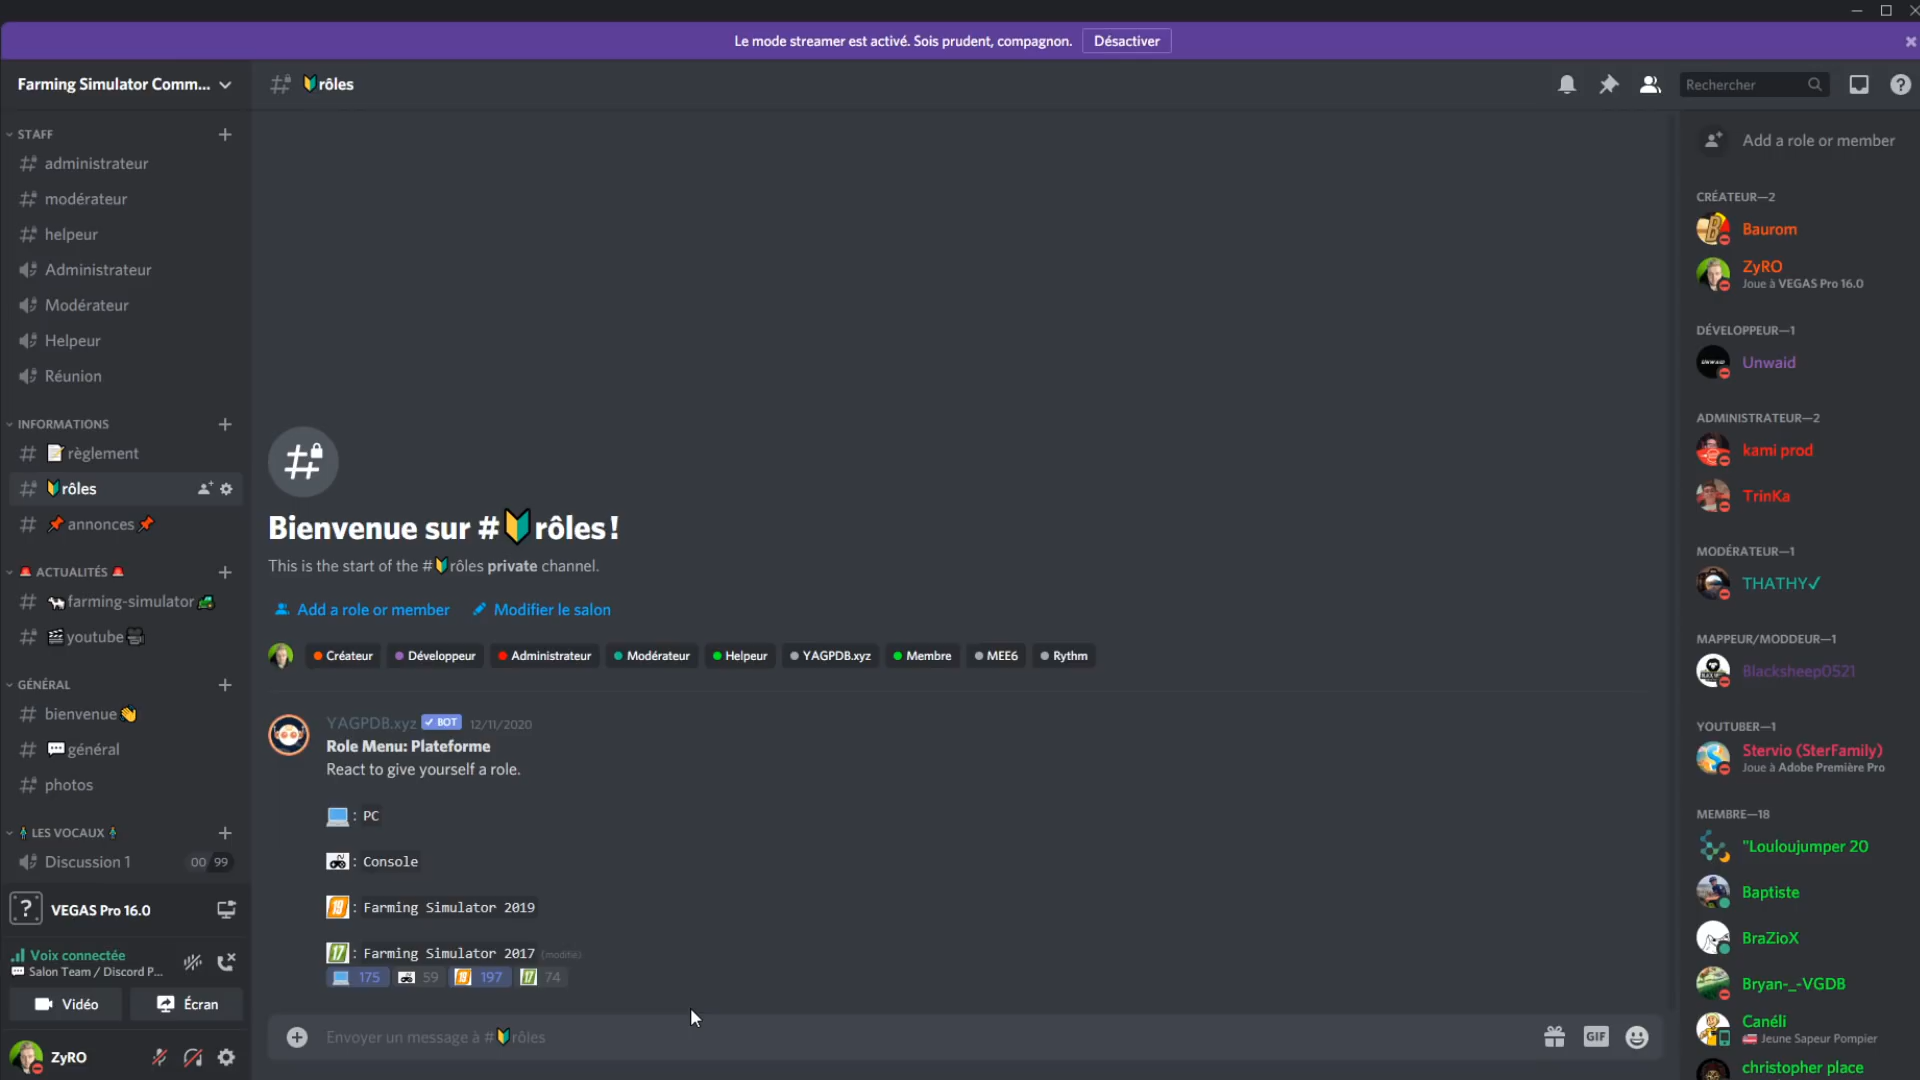 Le mode streamer est activé. Sois prudent, compagnon. Désactiver
Farming Simulator Comm...
STAFF
administrateur
modérateur
helpeur
Administrateur
Modérateur
Helpeur
Réunion
INFORMATIONS
règlement
rôles
annonces
ACTUALITÉS
farming-simulator
youtube
GÉNÉRAL
bienvenue
général
photos
LES VOCAUX
Discussion 1 00 99
VEGAS Pro 16.0
Voix connectée
Salon Team / Discord P...
Vidéo Écran
ZyRO
rôles
Rechercher
Bienvenue sur # rôles !
This is the start of the # rôles private channel.
Add a role or member Modifier le salon
Créateur Développeur Administrateur Modérateur Helpeur YAGPDB.xyz Membre MEE6 Rythm
YAGPDB.xyz BOT 12/11/2020
Role Menu: Plateforme
React to give yourself a role.
: PC
: Console
19 : Farming Simulator 2019
17 : Farming Simulator 2017 (modifié)
175 59 19 197 17 74
Envoyer un message à # rôles
GIF
Add a role or member
CRÉATEUR—2
Baurom
ZyRO
Joue à VEGAS Pro 16.0
DÉVELOPPEUR—1
Unwaid
ADMINISTRATEUR—2
kami prod
TrinKa
MODÉRATEUR—1
THATHY✓
MAPPEUR/MODDEUR—1
Blacksheep0521
YOUTUBER—1
Stervio (SterFamily)
Joue à Adobe Première Pro
MEMBRE—18
"Louloujumper 20
Baptiste
BraZioX
Bryan-_-VGDB
Canéli
Jeune Sapeur Pompier
christopher place